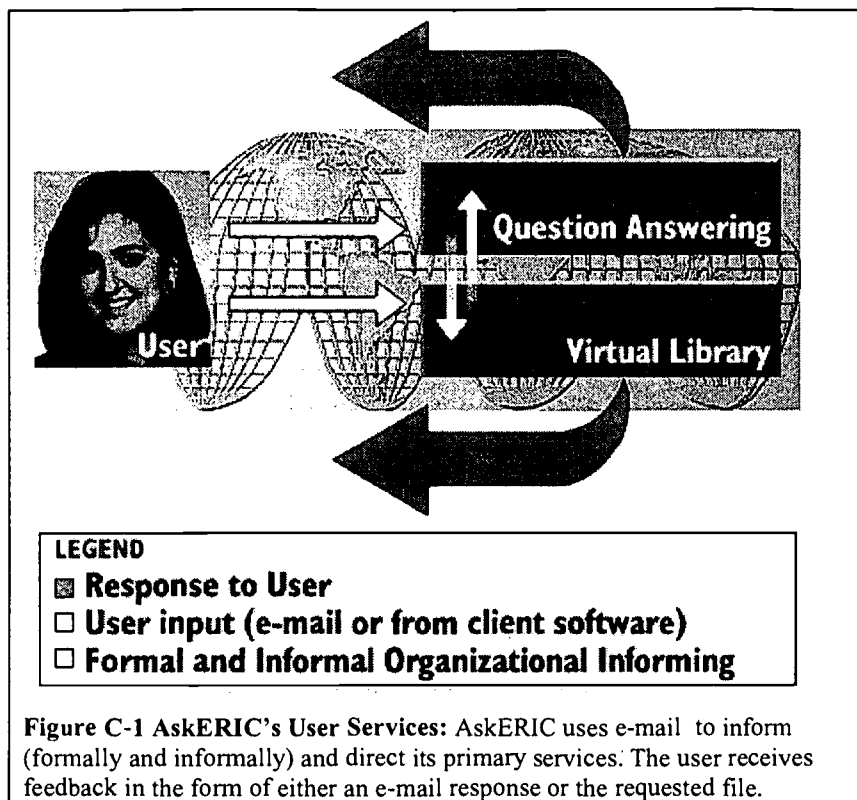 Question Answering
User
Virtual Library
LEGEND
Response to User
User input (e-mail or from client software)
Formal and Informal Organizational Informing
Figure C-1 AskERIC's User Services: AskERIC uses e-mail to inform
(formally and informally) and direct its primary services. The user receives
feedback in the form of either an e-mail response or the requested file.